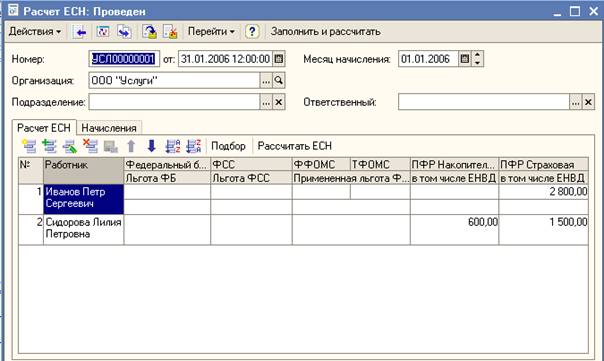 Расчет ЕСН: Проведен
Действия Перейти ? Заполнить и рассчитать
Номер: УСЛ00000001 от: 31.01.2006 12:00:00 Месяц начисления: 01.01.2006
Организация: ООО "Услуги" ...
Подразделение: ... × Ответственный: ... ×
Расчет ЕСН Начисления
Подбор Рассчитать ЕСН
№ Работник Федеральный б... ФСС ФФОМС ТФОМС ПФР Накопител... ПФР Страховая
Льгота ФБ Льгота ФСС Примененная льгота Ф... в том числе ЕНВД в том числе ЕНВД
1 Иванов Петр 2 800,00
Сергеевич
2 Сидорова Лилия 600,00 1 500,00
Петровна